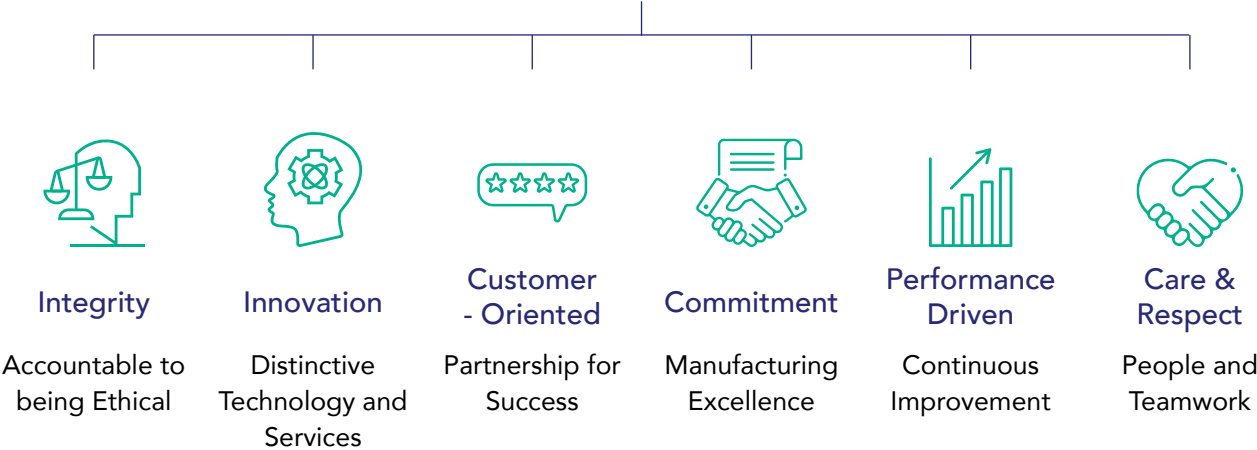 Integrity
Accountable to
being Ethical
Innovation
Distinctive
Technology and
Services
Customer
- Oriented
Partnership for
Success
Commitment
Manufacturing
Excellence
Performance
Driven
Continuous
Improvement
Care &
Respect
People and
Teamwork